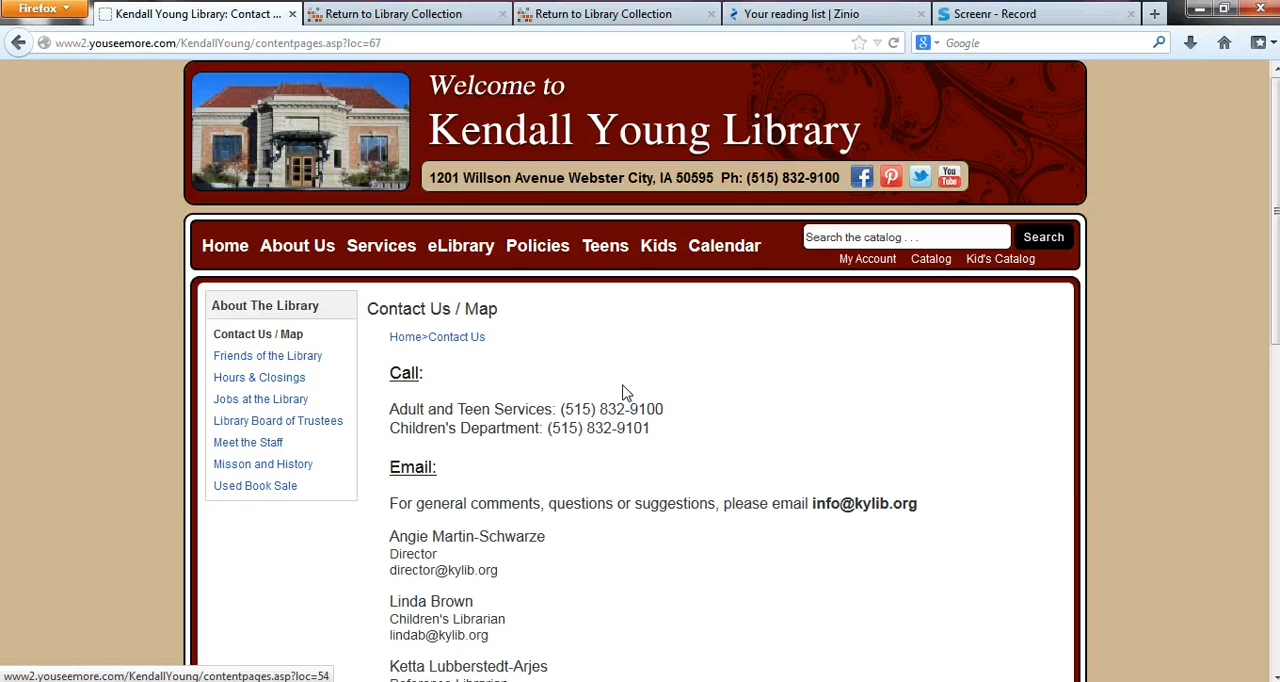 Firefox
Kendall Young Library: Contact ...
Return to Library Collection
Return to Library Collection
Your reading list | Zinio
Screenr - Record
www2.youseemore.com/KendallYoung/contentpages.asp?loc=67
Google
Welcome to
Kendall Young Library
1201 Willson Avenue Webster City, IA 50595 Ph: (515) 832-9100
You Tube
Home About Us Services eLibrary Policies Teens Kids Calendar
Search the catalog . . .
Search
My Account Catalog Kid's Catalog
About The Library
Contact Us / Map
Friends of the Library
Hours & Closings
Jobs at the Library
Library Board of Trustees
Meet the Staff
Misson and History
Used Book Sale
Contact Us / Map
Home>Contact Us
Call:
Adult and Teen Services: (515) 832-9100
Children's Department: (515) 832-9101
Email:
For general comments, questions or suggestions, please email info@kylib.org
Angie Martin-Schwarze
Director
director@kylib.org
Linda Brown
Children's Librarian
lindab@kylib.org
Ketta Lubberstedt-Arjes
Reference Librarian
www2.youseemore.com/KendallYoung/contentpages.asp?loc=54